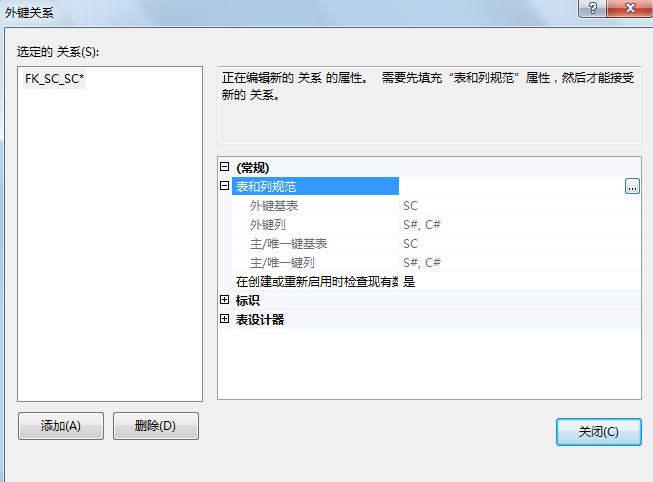 外键关系
选定的 关系(S):
FK_SC_SC*
正在编辑新的 关系 的属性。 需要先填充“表和列规范”属性，然后才能接受
新的 关系。
(常规)
表和列规范
...
外键基表 SC
外键列 S#, C#
主/唯一键基表 SC
主/唯一键列 S#, C#
在创建或重新启用时检查现有数 是
标识
表设计器
添加(A) 删除(D)
关闭(C)